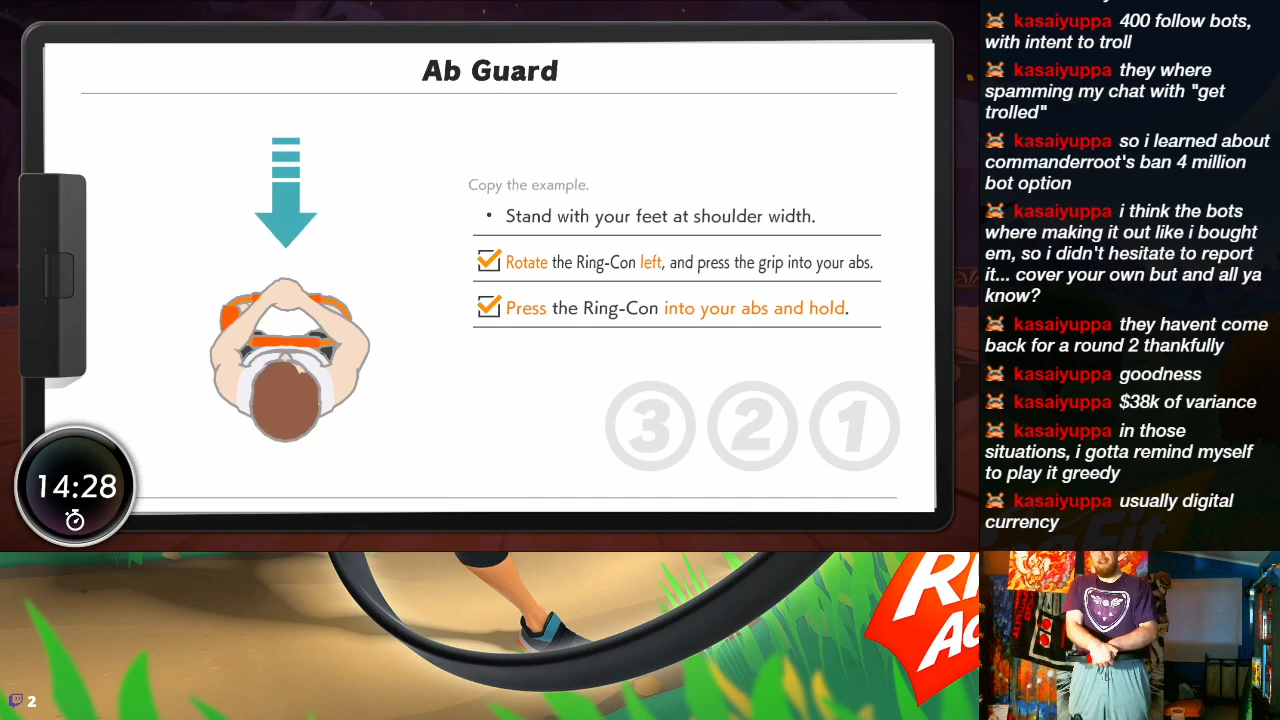 Ab Guard
Copy the example.
• Stand with your feet at shoulder width.
Rotate the Ring-Con left, and press the grip into your abs.
Press the Ring-Con into your abs and hold.
3 2 1
14:28
2
kasaiyuppa 400 follow bots,
with intent to troll
kasaiyuppa they where
spamming my chat with "get
trolled"
kasaiyuppa so i learned about
commanderroot's ban 4 million
bot option
kasaiyuppa i think the bots
where making it out like i bought
em, so i didn't hesitate to report
it... cover your own but and all ya
know?
kasaiyuppa they havent come
back for a round 2 thankfully
kasaiyuppa goodness
kasaiyuppa $38k of variance
kasaiyuppa in those
situations, i gotta remind myself
to play it greedy
kasaiyuppa usually digital
currency